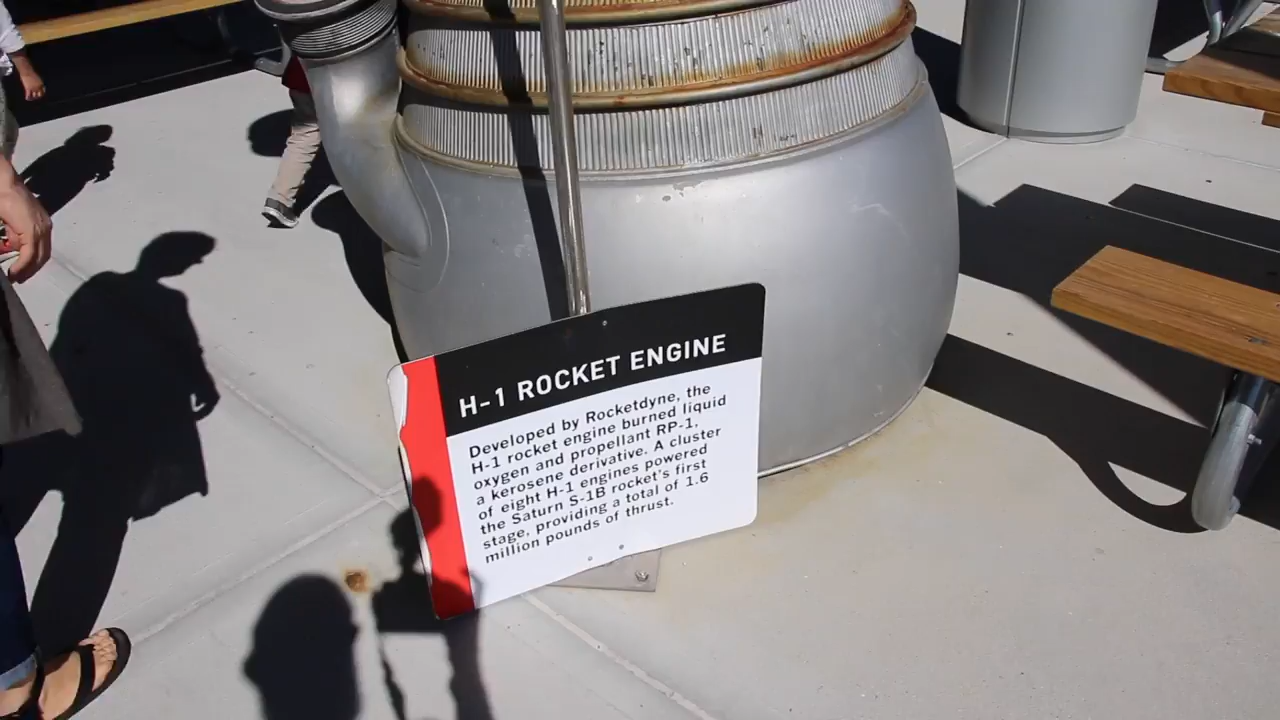 H-1 ROCKET ENGINE
Developed by Rocketdyne, the
H-1 rocket engine burned liquid
oxygen and propellant RP-1,
a kerosene derivative. A cluster
of eight H-1 engines powered
the Saturn S-1B rocket's first
stage, providing a total of 1.6
million pounds of thrust.